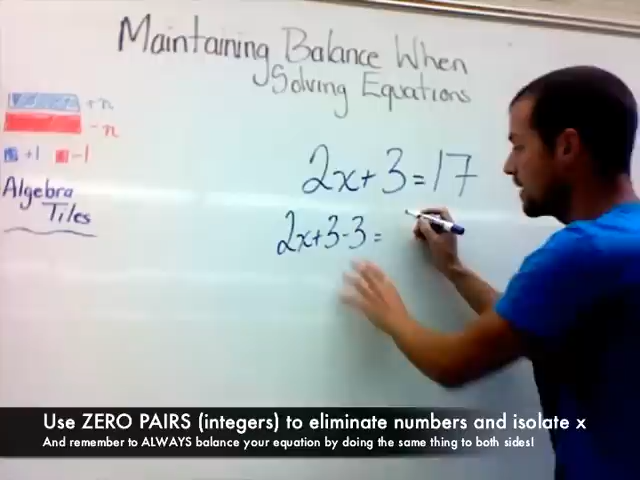 Maintaining Balance When
Solving Equations
+n
-n
+1 -1
Algebra
Tiles
2x+3=17
2x+3-3=
Use ZERO PAIRS (integers) to eliminate numbers and isolate x
And remember to ALWAYS balance your equation by doing the same thing to both sides!